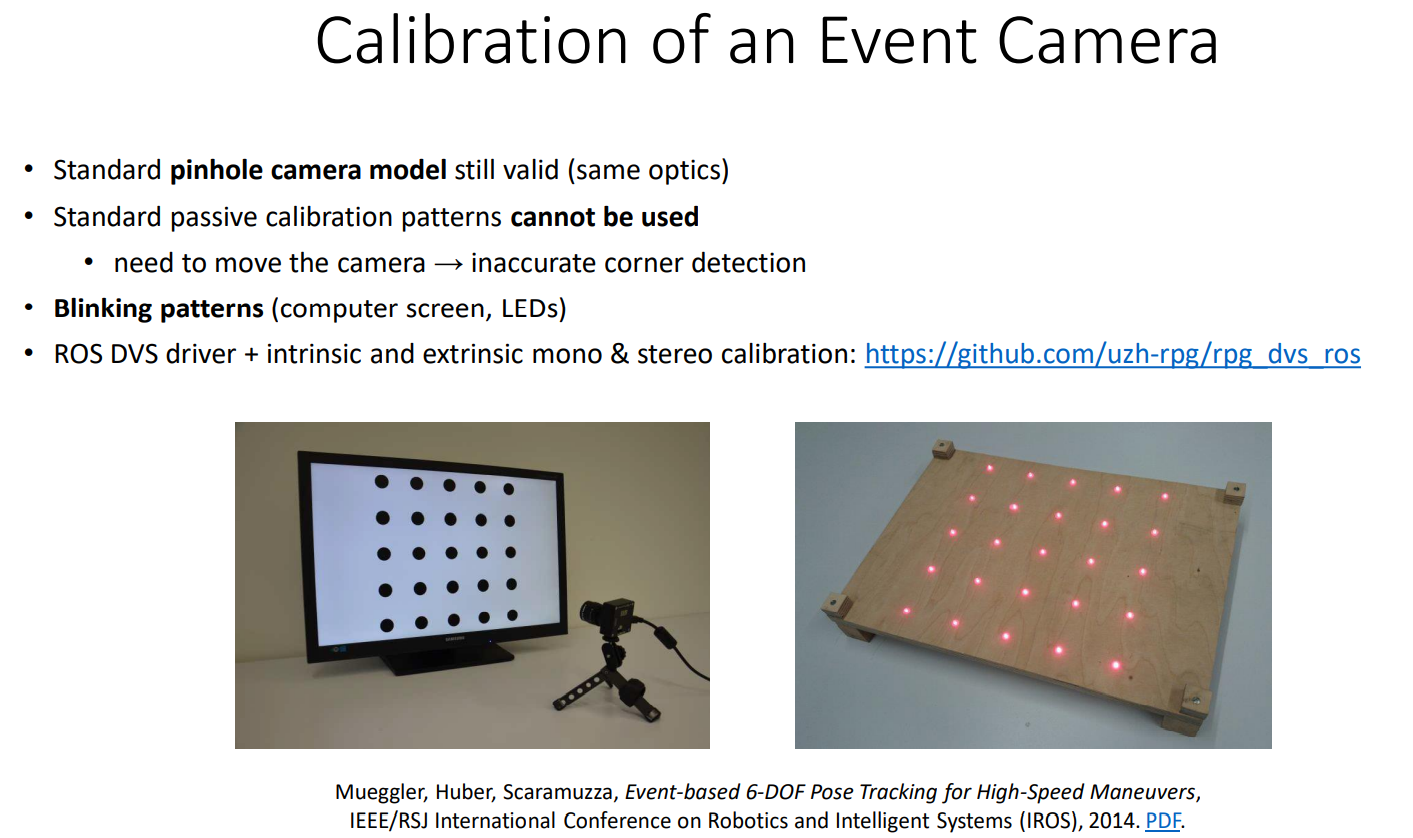 Calibration of an Event Camera
• Standard pinhole camera model still valid (same optics)
• Standard passive calibration patterns cannot be used
• need to move the camera → inaccurate corner detection
• Blinking patterns (computer screen, LEDs)
• ROS DVS driver + intrinsic and extrinsic mono & stereo calibration: https://github.com/uzh-rpg/rpg_dvs_ros
SAMSUNG
Mueggler, Huber, Scaramuzza, Event-based 6-DOF Pose Tracking for High-Speed Maneuvers,
IEEE/RSJ International Conference on Robotics and Intelligent Systems (IROS), 2014. PDF.